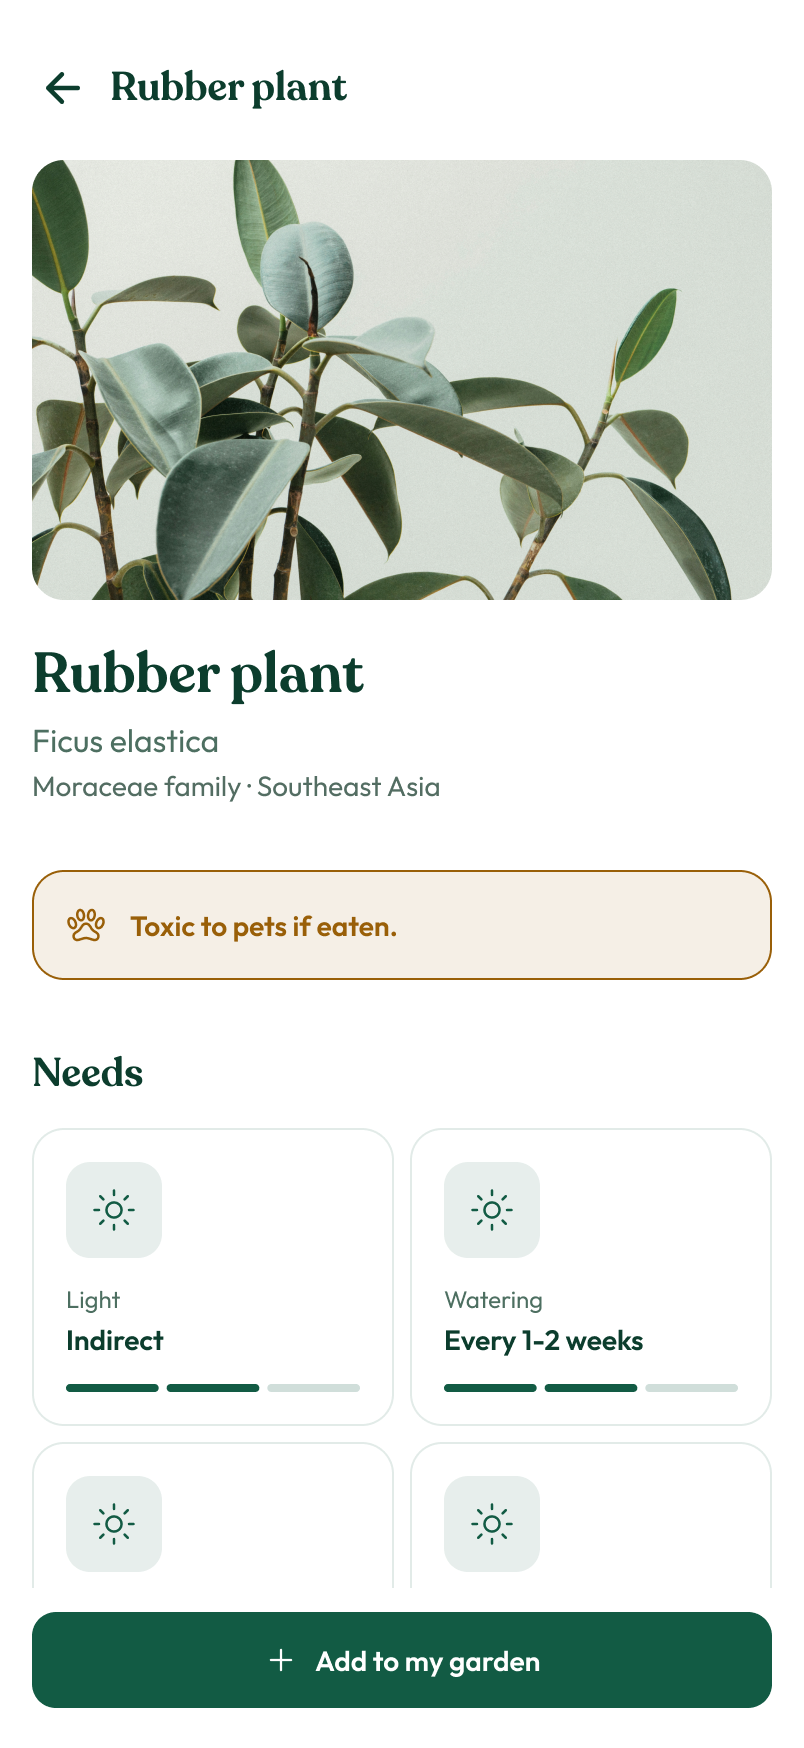 Rubber plant
Rubber plant
Ficus elastica
Moraceae family · Southeast Asia
Toxic to pets if eaten.
Needs
Light
Indirect
Watering
Every 1-2 weeks
Add to my garden